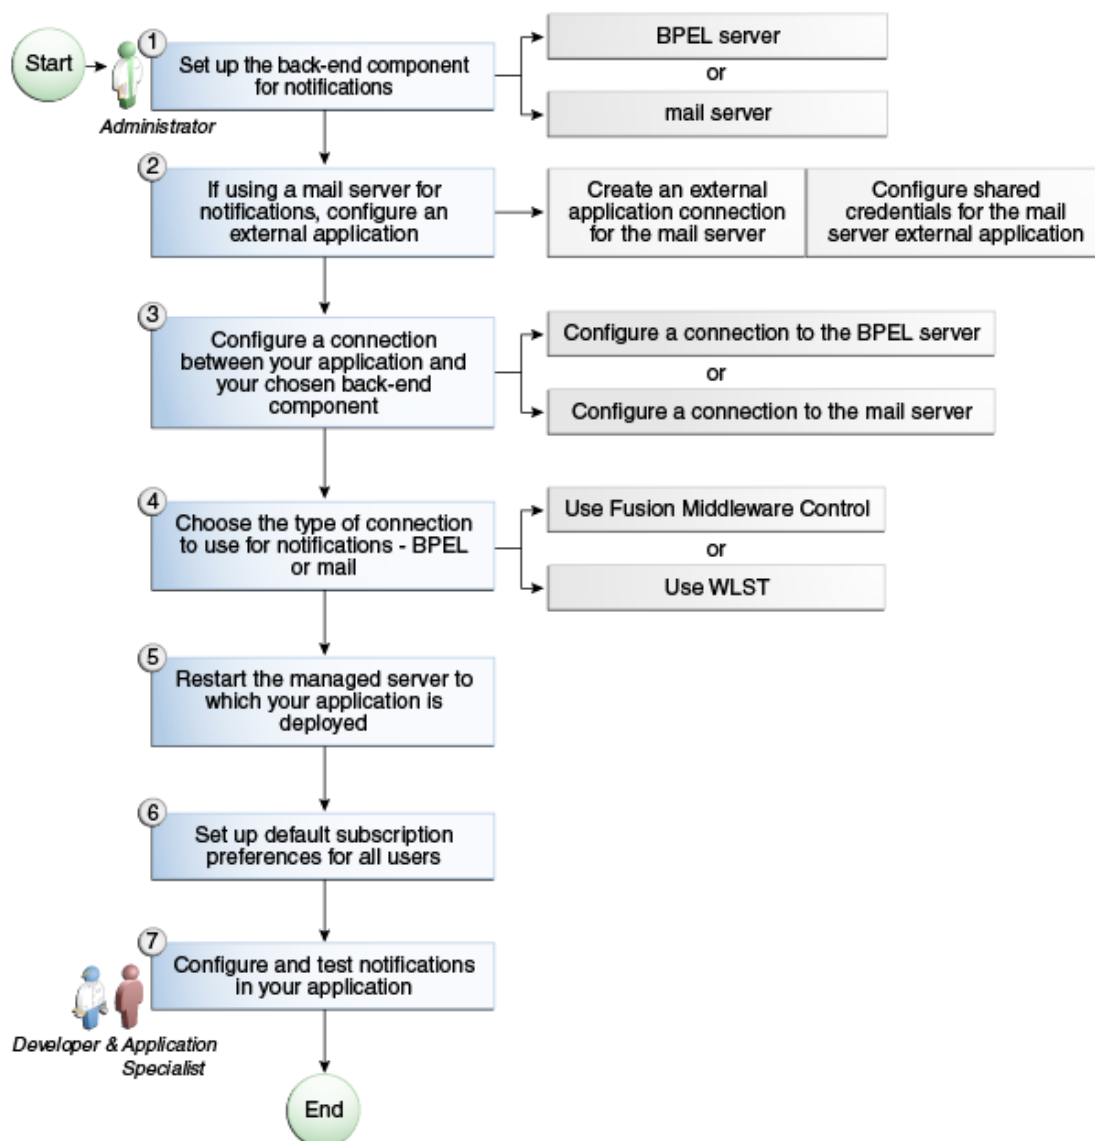 Start
Administrator
1
Set up the back-end component
for notifications
BPEL server
or
mail server
2
If using a mail server for
notifications, configure an
external application
Create an external
application connection
for the mail server
Configure shared
credentials for the mail
server external application
3
Configure a connection
between your application and
your chosen back-end
component
Configure a connection to the BPEL server
or
Configure a connection to the mail server
4
Choose the type of connection
to use for notifications - BPEL
or mail
Use Fusion Middleware Control
or
Use WLST
5
Restart the managed server to
which your application is
deployed
6
Set up default subscription
preferences for all users
7
Configure and test notifications
in your application
Developer & Application
Specialist
End